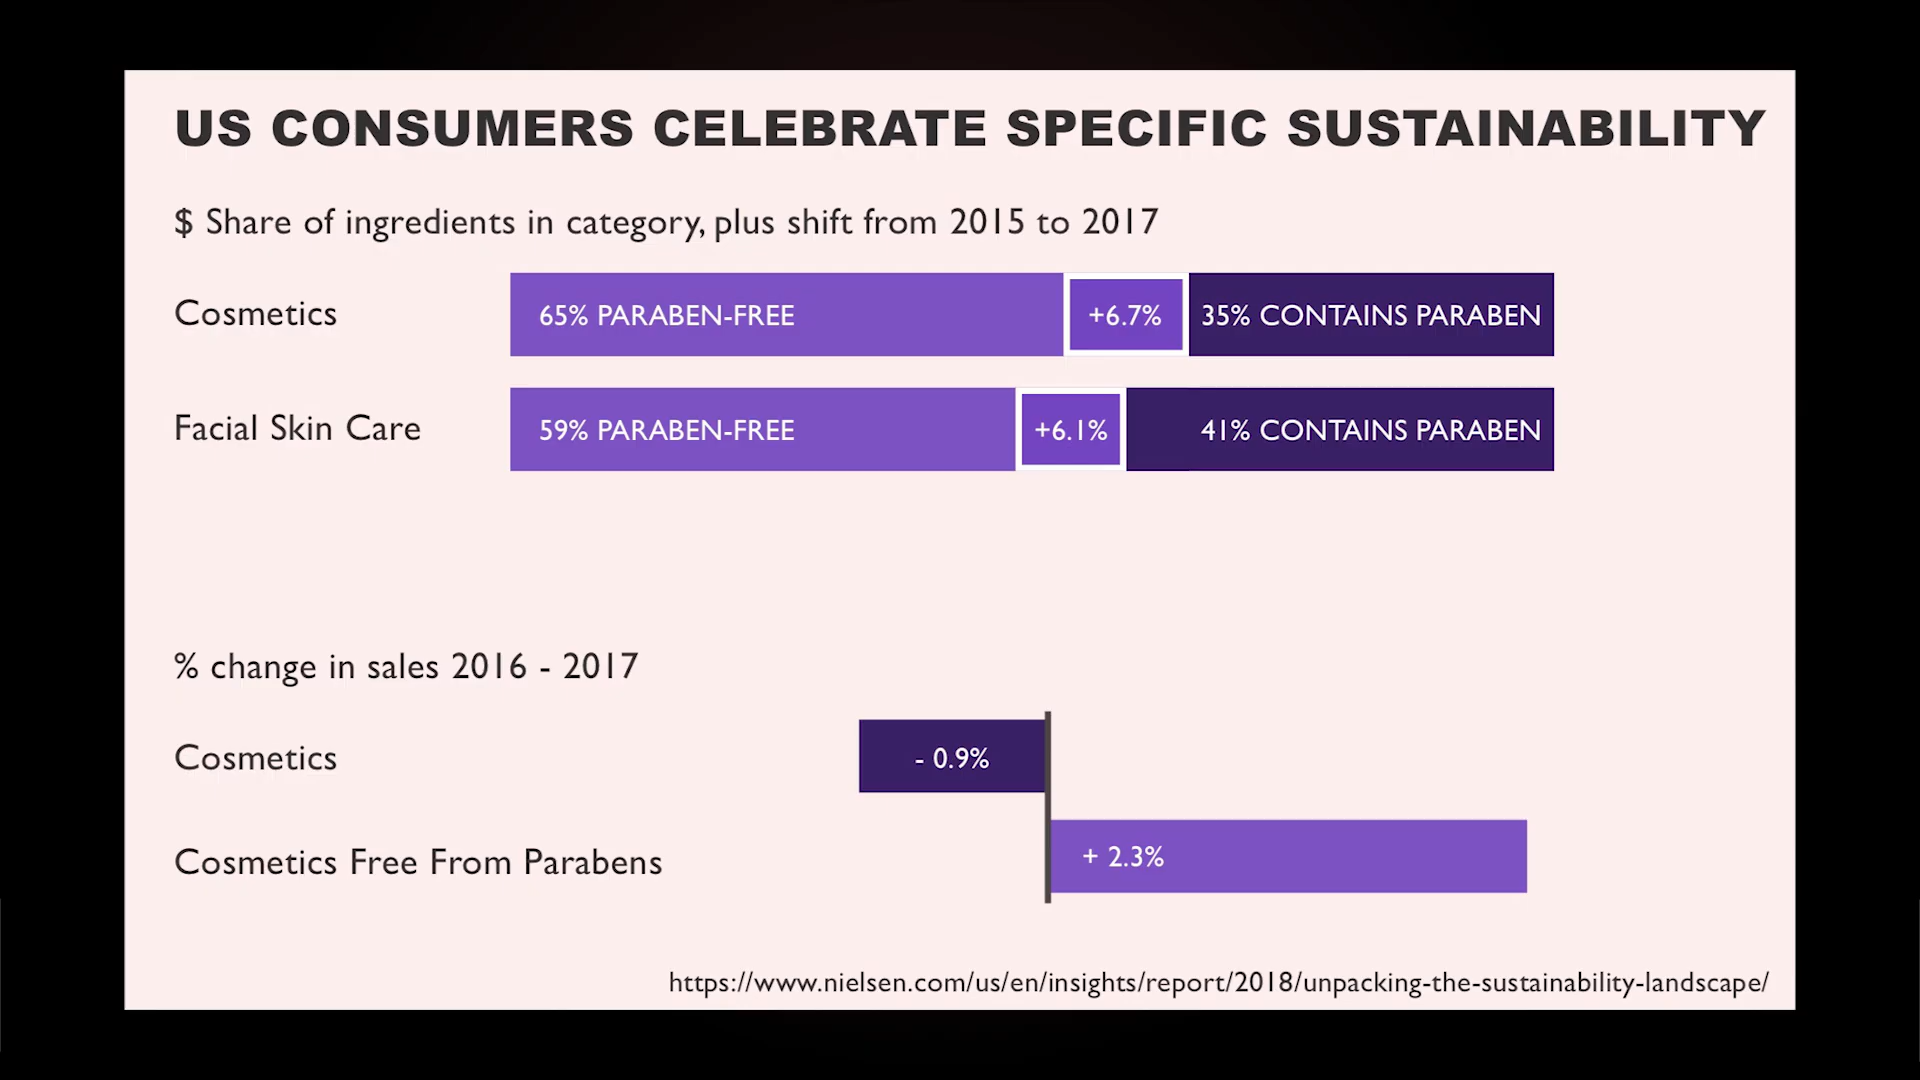 US CONSUMERS CELEBRATE SPECIFIC SUSTAINABILITY
$ Share of ingredients in category, plus shift from 2015 to 2017
Cosmetics
65% PARABEN-FREE
+6.7%
35% CONTAINS PARABEN
Facial Skin Care
59% PARABEN-FREE
+6.1%
41% CONTAINS PARABEN
% change in sales 2016 - 2017
Cosmetics
- 0.9%
Cosmetics Free From Parabens
+ 2.3%
https://www.nielsen.com/us/en/insights/report/2018/unpacking-the-sustainability-landscape/